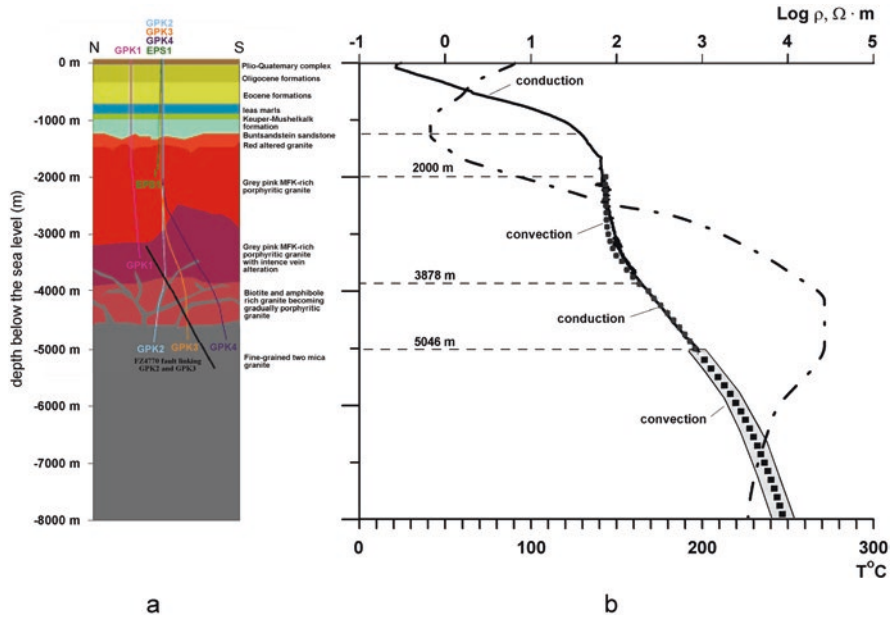 GPK2
GPK3
GPK4
N GPK1 EPS1 S
depth below the sea level (m)
0 m
-1000 m
-2000 m
-3000 m
-4000 m
-5000 m
-6000 m
-7000 m
-8000 m
EPS1
GPK1
GPK2 GPK3 GPK4
FZ4770 fault linking
GPK2 and GPK3
Plio-Quaternary complex
Oligocene formations
Eocene formations
leas marls
Keuper-Mushelkalk
formation
Buntsandstein sandstone
Red altered granite
Grey pink MFK-rich
porphyritic granite
Grey pink MFK-rich
porphyritic granite
with intence vein
alteration
Biotite and amphibole
rich granite becoming
gradually porphyritic
granite
Fine-grained two mica
granite
a
Log ρ, Ω · m
-1 0 1 2 3 4 5
conduction
2000 m
convection
3878 m
conduction
5046 m
convection
0 100 200 300
T°C
b